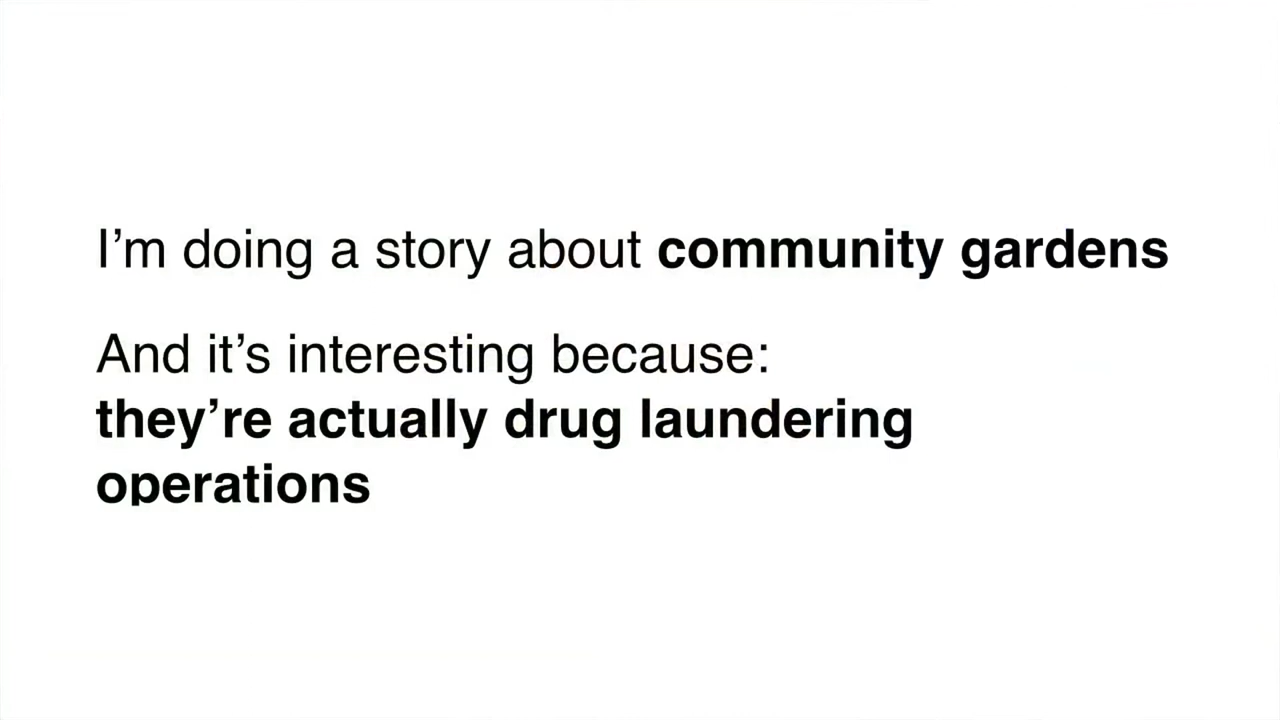 I’m doing a story about community gardens
And it’s interesting because:
they’re actually drug laundering
operations